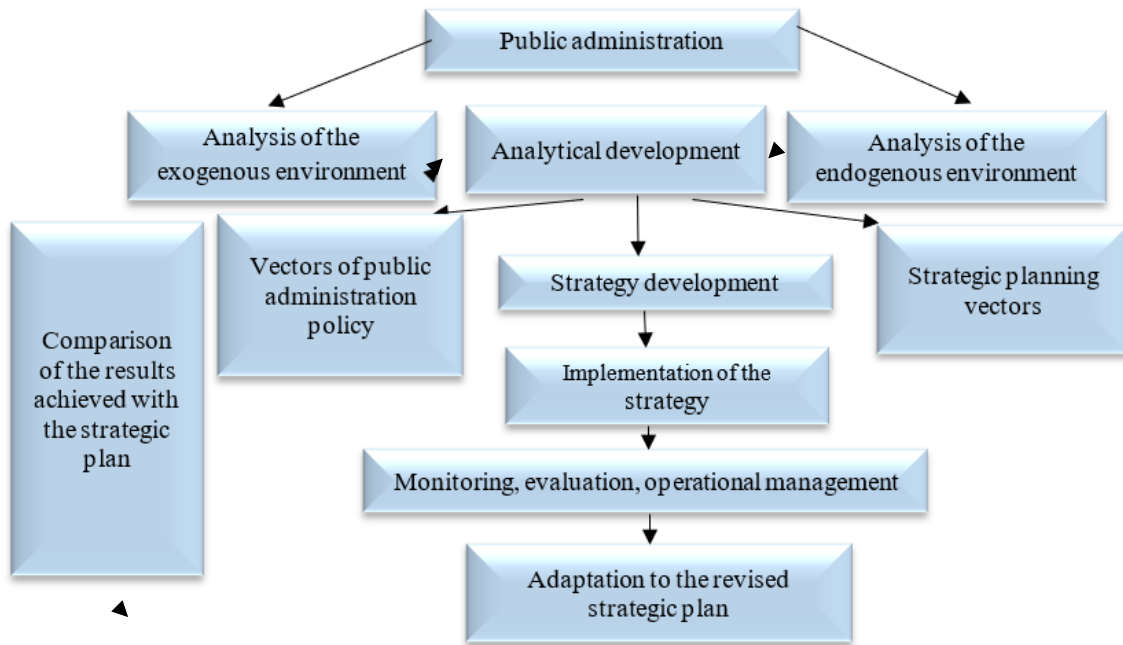 Public administration
Analysis of the
exogenous environment
Analytical development
Analysis of the
endogenous environment
Comparison
of the results
achieved with
the strategic
plan
Vectors of public
administration
policy
Strategy development
Strategic planning
vectors
Implementation of the
strategy
Monitoring, evaluation, operational management
Adaptation to the revised
strategic plan